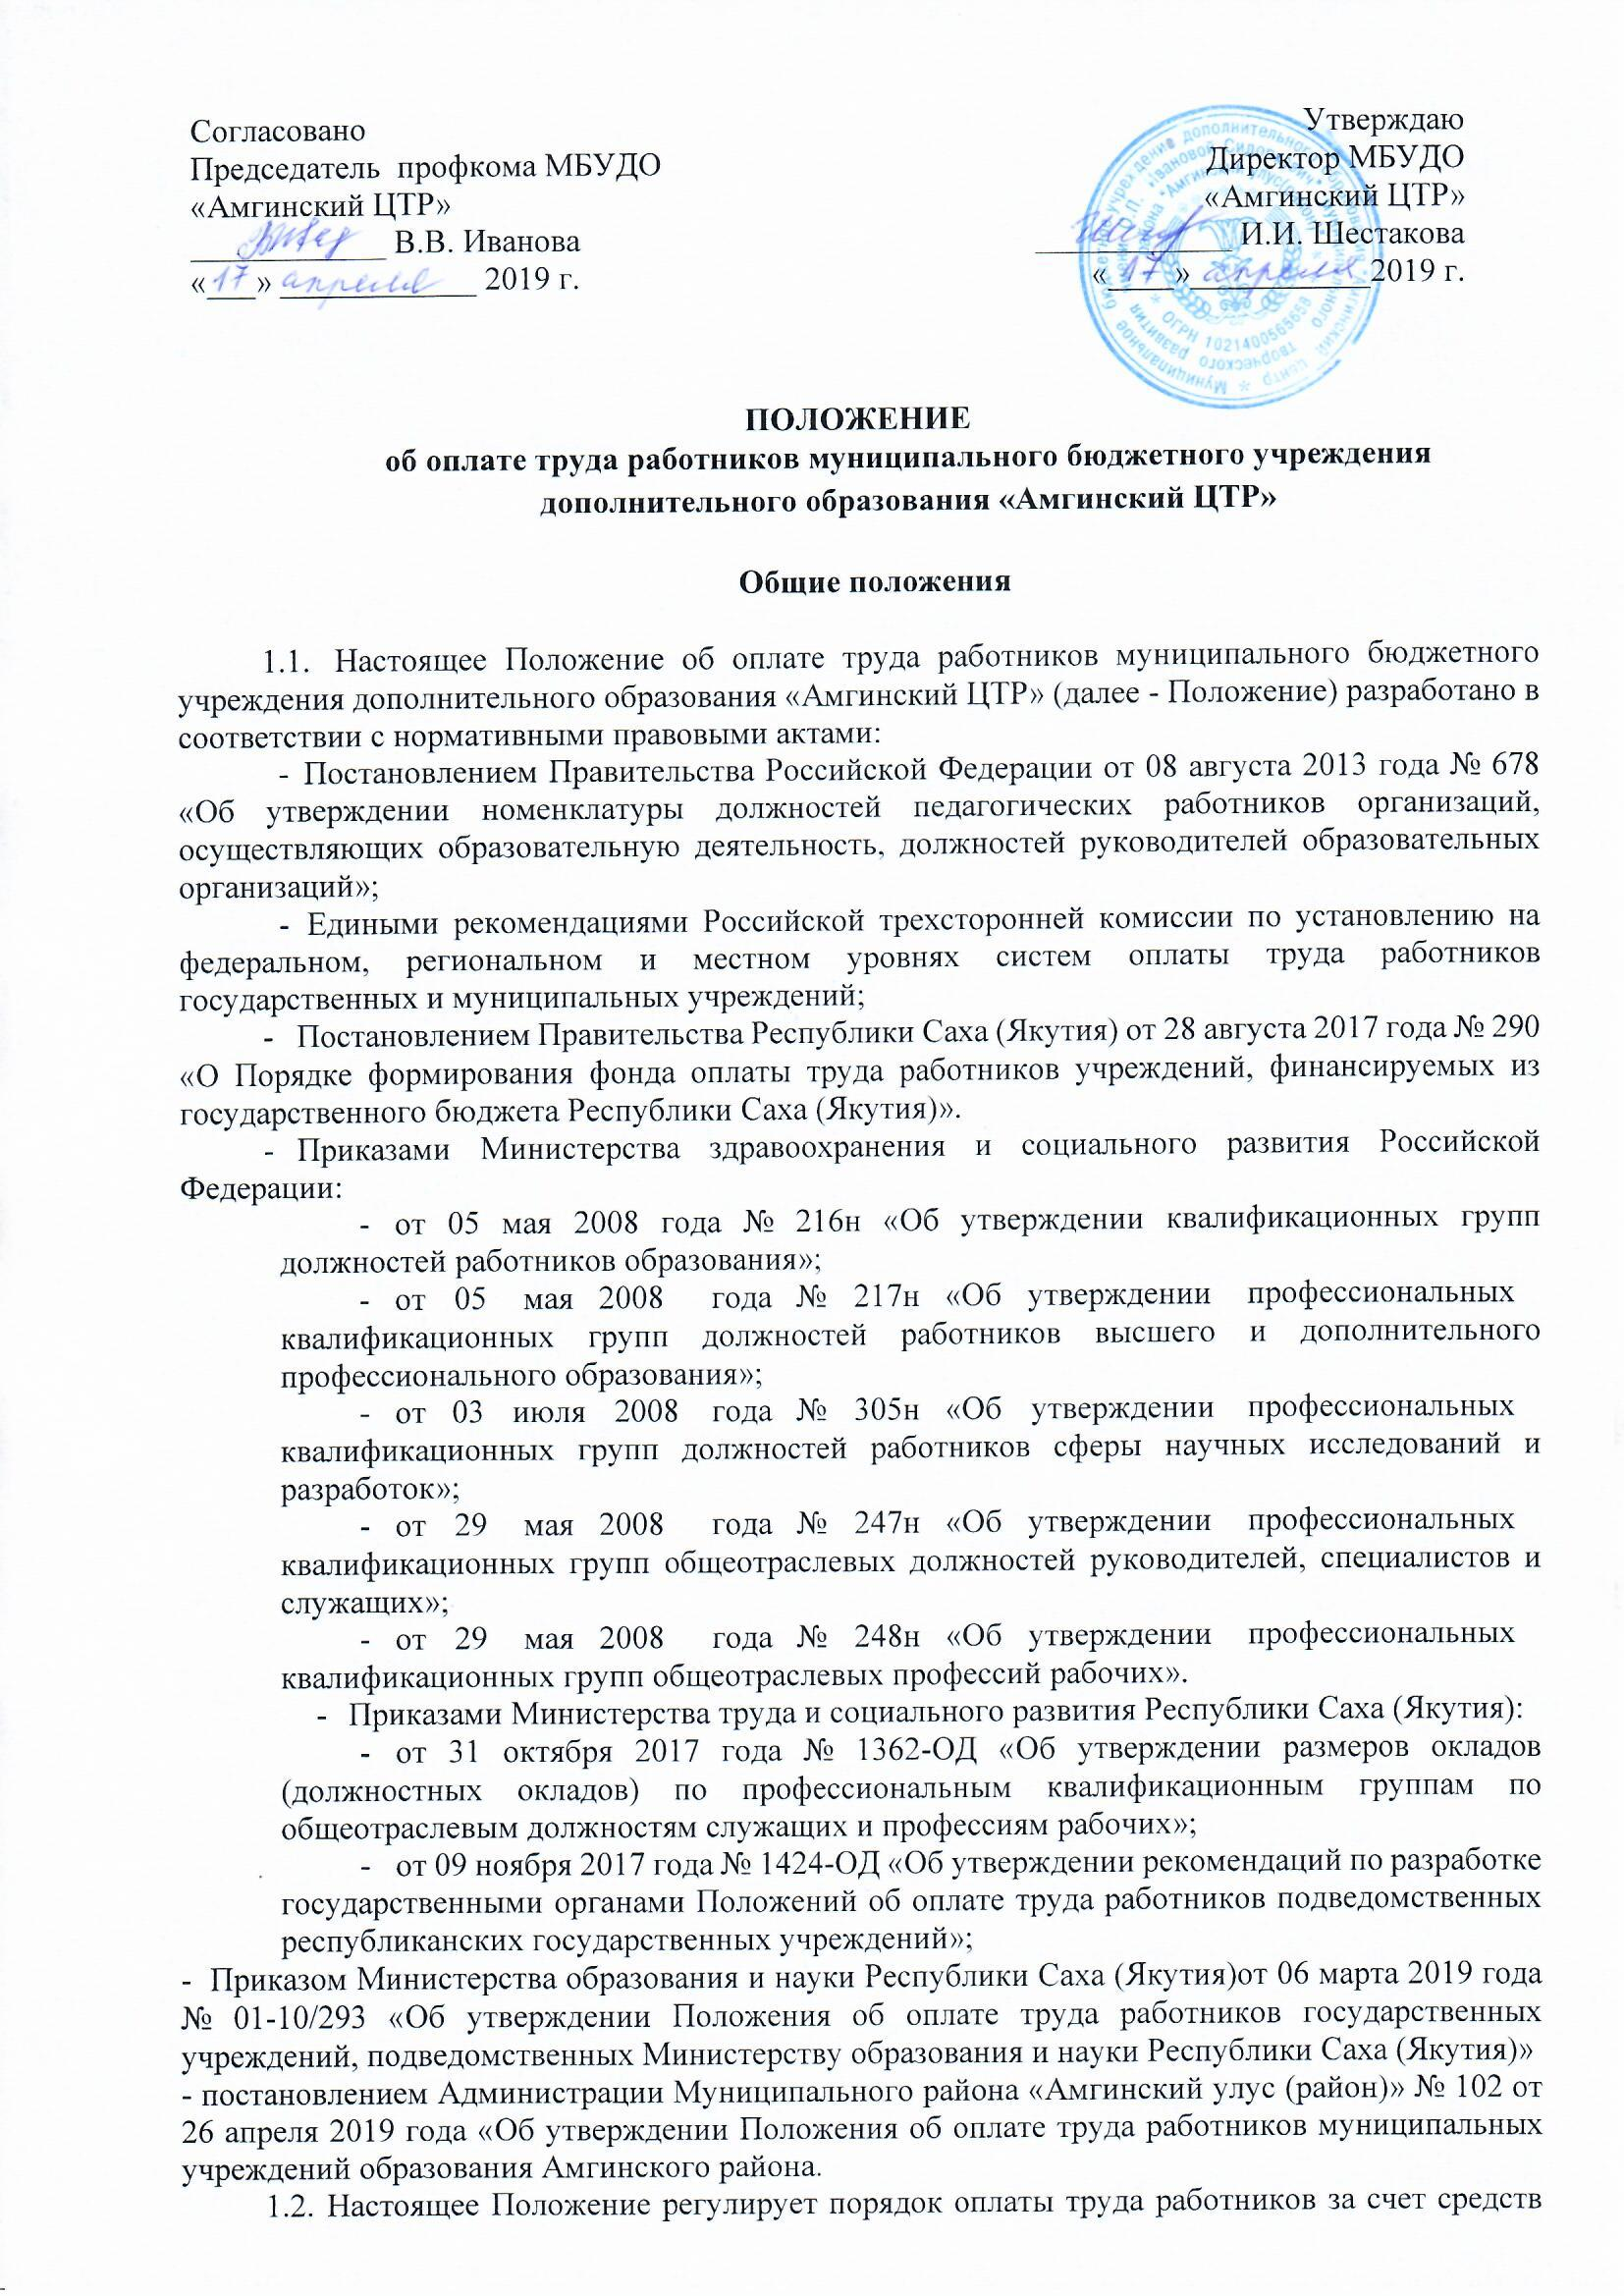 Согласовано
Председатель профкома МБУДО
«Амгинский ЦТР»
____________ В.В. Иванова
«17» апреля 2019 г.
Утверждаю
Директор МБУДО
«Амгинский ЦТР»
____________ И.И. Шестакова
«17» апреля 2019 г.
ОГРН 1021400565659
ПОЛОЖЕНИЕ
об оплате труда работников муниципального бюджетного учреждения
дополнительного образования «Амгинский ЦТР»
Общие положения
1.1. Настоящее Положение об оплате труда работников муниципального бюджетного
учреждения дополнительного образования «Амгинский ЦТР» (далее - Положение) разработано в
соответствии с нормативными правовыми актами:
- Постановлением Правительства Российской Федерации от 08 августа 2013 года № 678
«Об утверждении номенклатуры должностей педагогических работников организаций,
осуществляющих образовательную деятельность, должностей руководителей образовательных
организаций»;
- Едиными рекомендациями Российской трехсторонней комиссии по установлению на
федеральном, региональном и местном уровнях систем оплаты труда работников
государственных и муниципальных учреждений;
- Постановлением Правительства Республики Саха (Якутия) от 28 августа 2017 года № 290
«О Порядке формирования фонда оплаты труда работников учреждений, финансируемых из
государственного бюджета Республики Саха (Якутия)».
- Приказами Министерства здравоохранения и социального развития Российской
Федерации:
- от 05 мая 2008 года № 216н «Об утверждении квалификационных групп
должностей работников образования»;
- от 05 мая 2008 года № 217н «Об утверждении профессиональных
квалификационных групп должностей работников высшего и дополнительного
профессионального образования»;
- от 03 июля 2008 года № 305н «Об утверждении профессиональных
квалификационных групп должностей работников сферы научных исследований и
разработок»;
- от 29 мая 2008 года № 247н «Об утверждении профессиональных
квалификационных групп общеотраслевых должностей руководителей, специалистов и
служащих»;
- от 29 мая 2008 года № 248н «Об утверждении профессиональных
квалификационных групп общеотраслевых профессий рабочих».
- Приказами Министерства труда и социального развития Республики Саха (Якутия):
- от 31 октября 2017 года № 1362-ОД «Об утверждении размеров окладов
(должностных окладов) по профессиональным квалификационным группам по
общеотраслевым должностям служащих и профессиям рабочих»;
- от 09 ноября 2017 года № 1424-ОД «Об утверждении рекомендаций по разработке
государственными органами Положений об оплате труда работников подведомственных
республиканских государственных учреждений»;
- Приказом Министерства образования и науки Республики Саха (Якутия)от 06 марта 2019 года
№ 01-10/293 «Об утверждении Положения об оплате труда работников государственных
учреждений, подведомственных Министерству образования и науки Республики Саха (Якутия)»
- постановлением Администрации Муниципального района «Амгинский улус (район)» № 102 от
26 апреля 2019 года «Об утверждении Положения об оплате труда работников муниципальных
учреждений образования Амгинского района.
1.2. Настоящее Положение регулирует порядок оплаты труда работников за счет средств